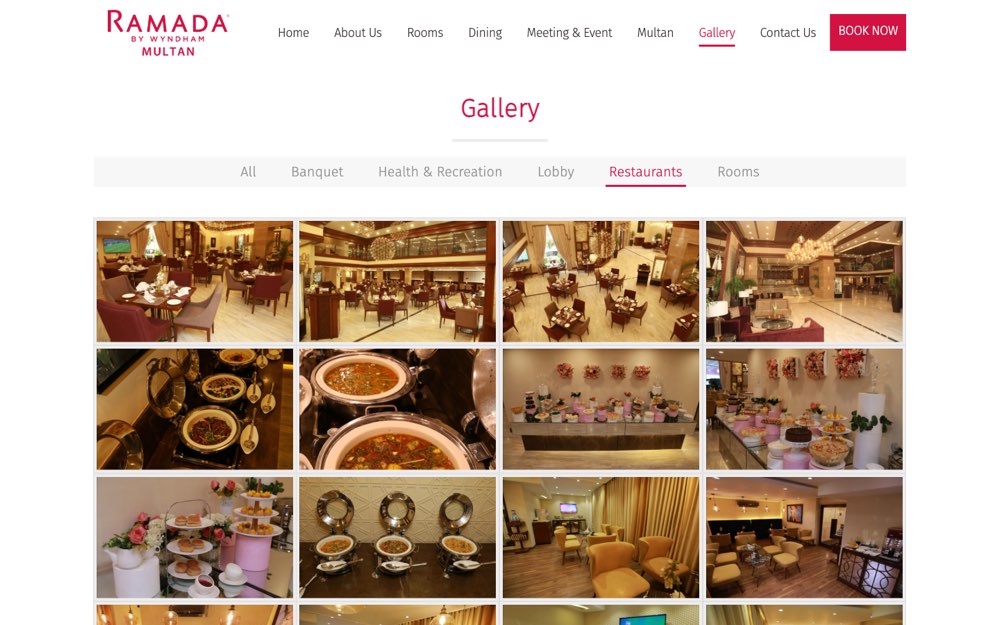 RAMADA
BY WYNDHAM
MULTAN
Home About Us Rooms Dining Meeting & Event Multan Gallery Contact Us BOOK NOW
Gallery
All Banquet Health & Recreation Lobby Restaurants Rooms